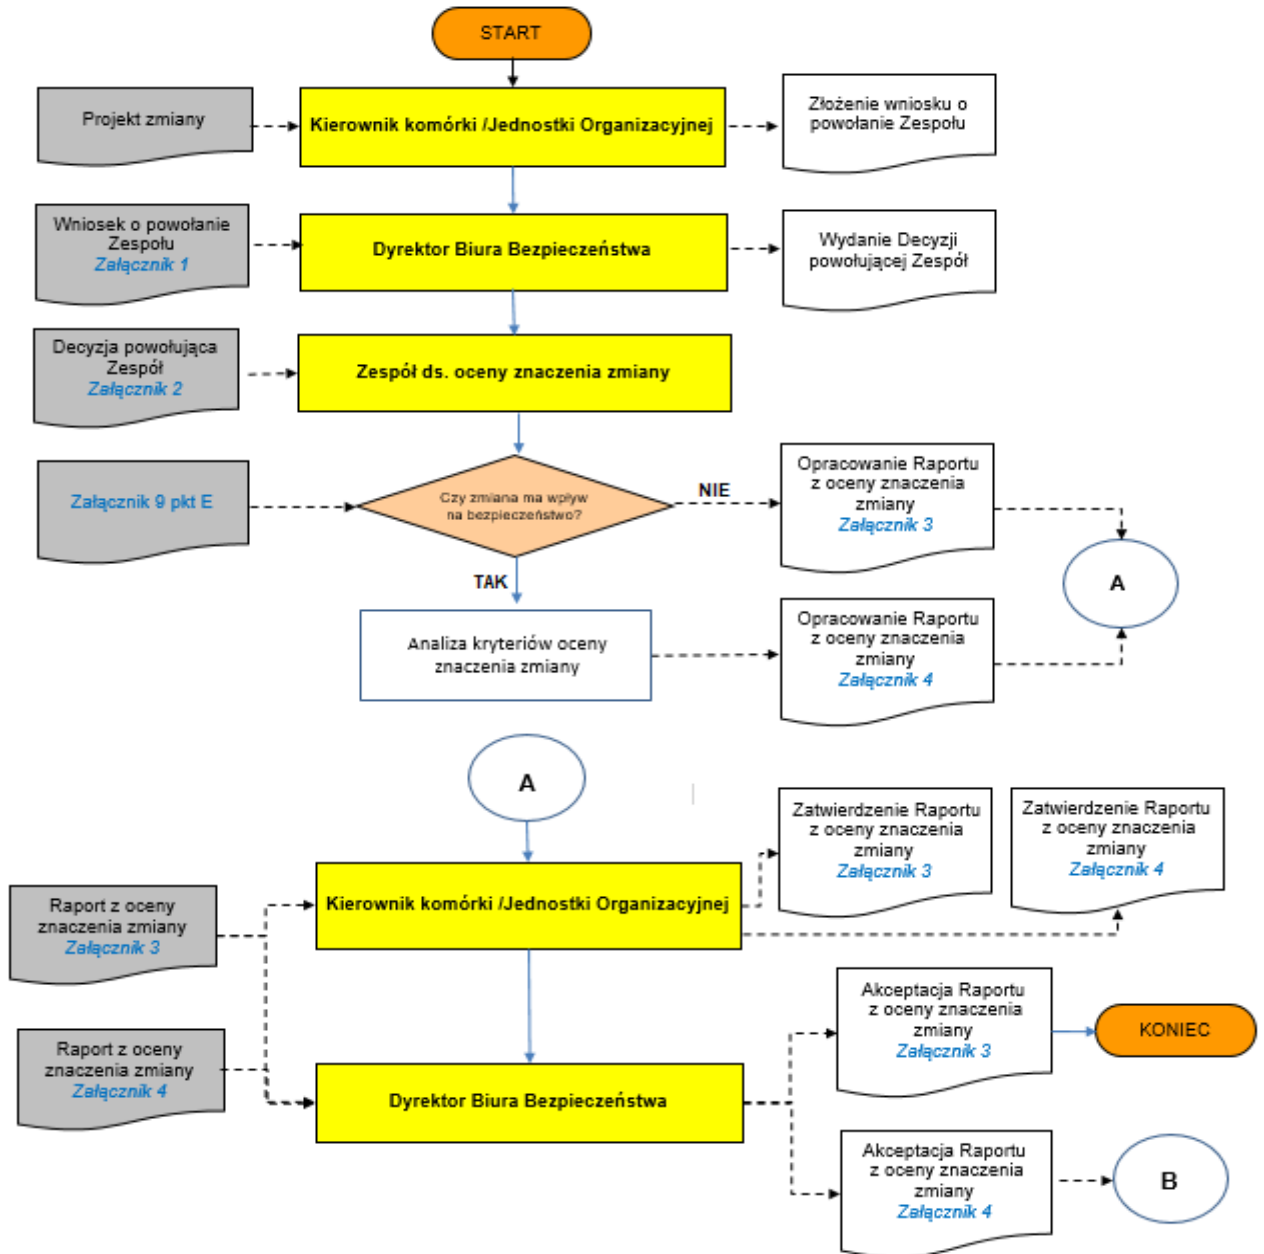 START
Projekt zmiany
Kierownik komórki /Jednostki Organizacyjnej
Złożenie wniosku o
powołanie Zespołu
Wniosek o powołanie
Zespołu
Załącznik 1
Dyrektor Biura Bezpieczeństwa
Wydanie Decyzji
powołującej Zespół
Decyzja powołująca
Zespół
Załącznik 2
Zespół ds. oceny znaczenia zmiany
Załącznik 9 pkt E
Czy zmiana ma wpływ
na bezpieczeństwo?
NIE
Opracowanie Raportu
z oceny znaczenia
zmiany
Załącznik 3
A
TAK
Analiza kryteriów oceny
znaczenia zmiany
Opracowanie Raportu
z oceny znaczenia
zmiany
Załącznik 4
A
Zatwierdzenie Raportu
z oceny znaczenia
zmiany
Załącznik 3
Zatwierdzenie Raportu
z oceny znaczenia
zmiany
Załącznik 4
Kierownik komórki /Jednostki Organizacyjnej
Raport z oceny
znaczenia zmiany
Załącznik 3
Akceptacja Raportu
z oceny znaczenia
zmiany
Załącznik 3
KONIEC
Raport z oceny
znaczenia zmiany
Załącznik 4
Dyrektor Biura Bezpieczeństwa
Akceptacja Raportu
z oceny znaczenia
zmiany
Załącznik 4
B